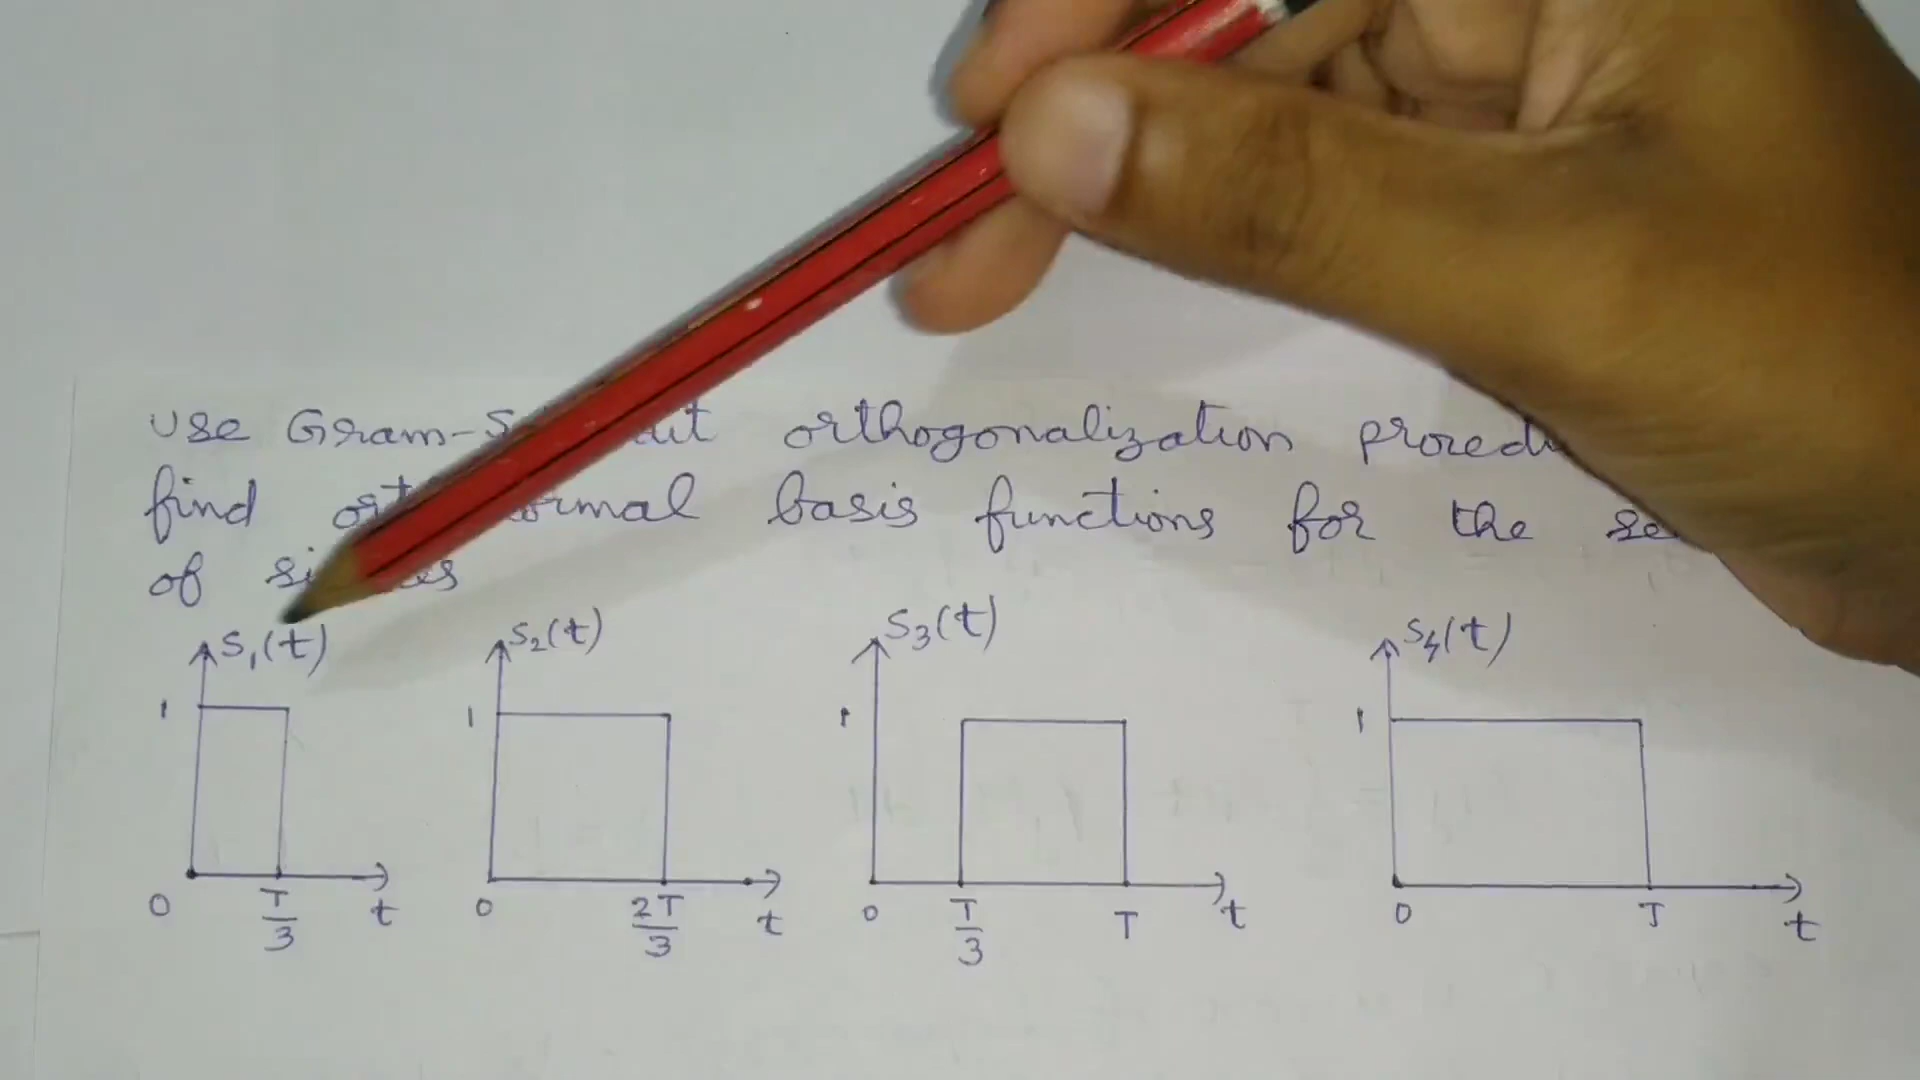 Use Gram- orthogonalization
find basis functions for the
of
S1(t) S2(t) S3(t) S4(t)
1 1 1 1
0 T/3 t 0 2T/3 t 0 T/3 T t 0 T t